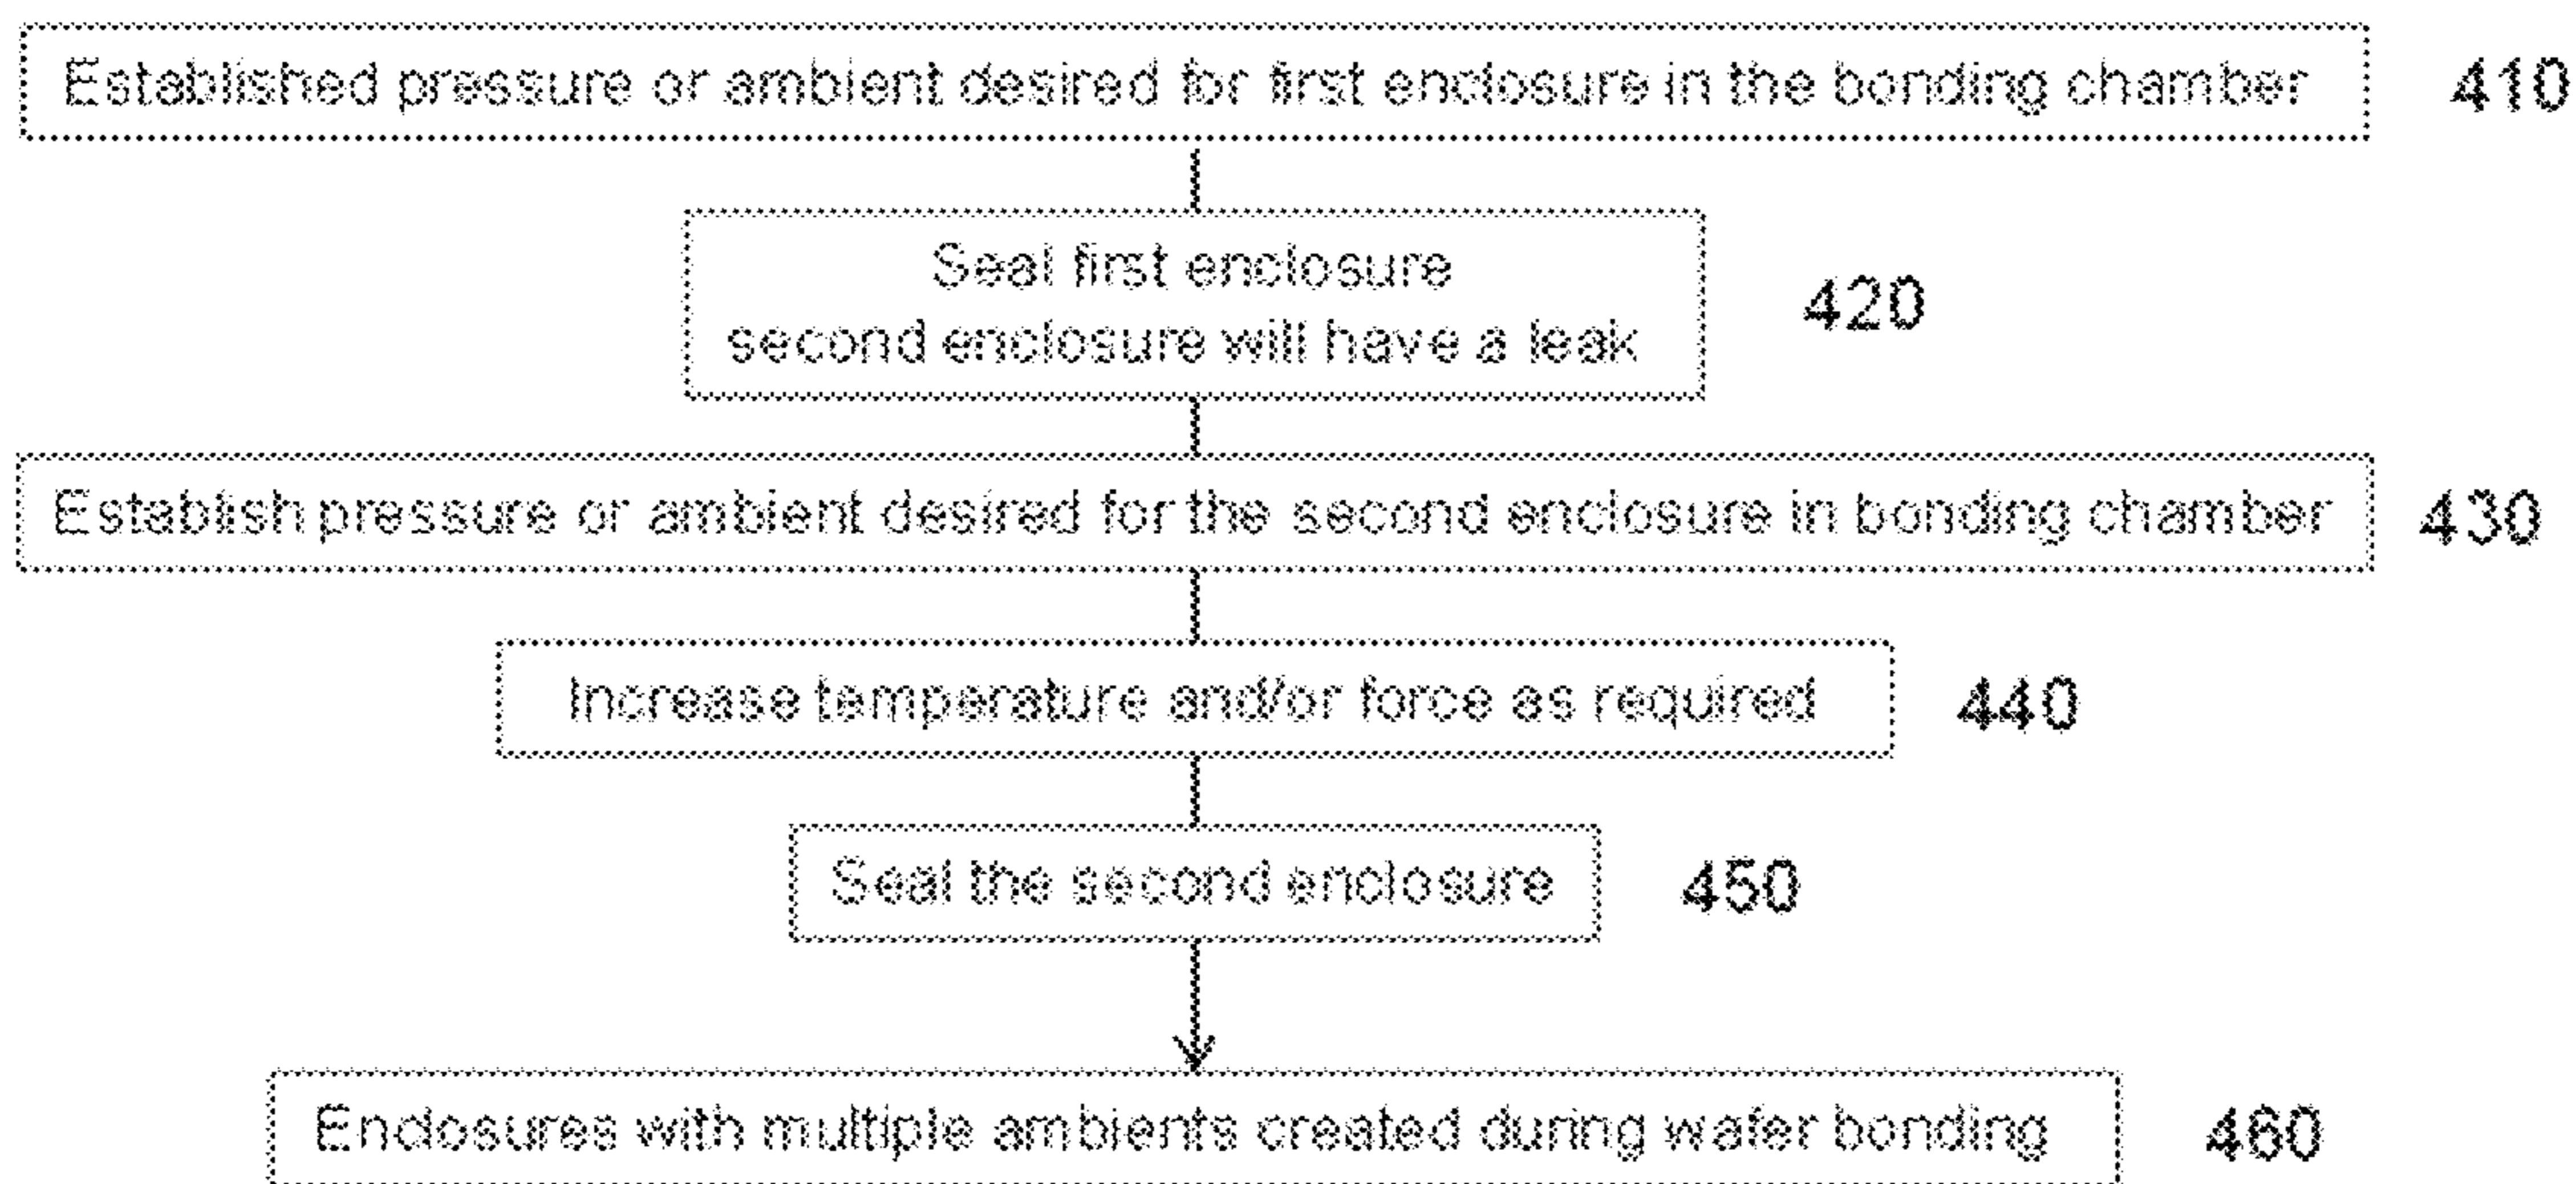 Established pressure or ambient desired for first enclosure in the bonding chamber 410
Seal first enclosure
second enclosure will have a leak
420
Establish pressure or ambient desired for the second enclosure in bonding chamber 430
Increase temperature and/or force as required 440
Seal the second enclosure 450
Enclosures with multiple ambients created during wafer bonding 460